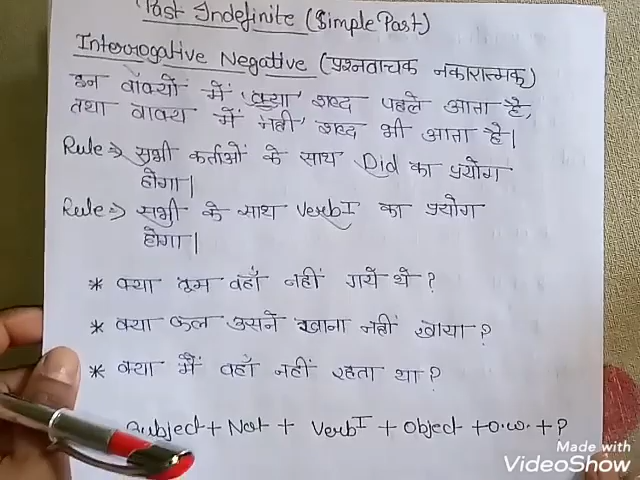 Past Indefinite (Simple Past)
Interrogative Negative (प्रश्नवाचक नकारात्मक)
इन वाक्यों में 'क्या' शब्द पहले आता है,
तथा वाक्य में 'नहीं' शब्द भी आता है।
Rule⇒ सभी कर्ताओं के साथ Did का प्रयोग
होगा।
Rule⇒ सभी के साथ VerbI का प्रयोग
होगा।
* क्या तुम वहाँ नहीं गये थे?
* क्या कल उसने खाना नहीं खाया?
* क्या मैं वहाँ नहीं रहता था?
Subject + Not + VerbI + Object + O.W. + ?
Made with
VideoShow